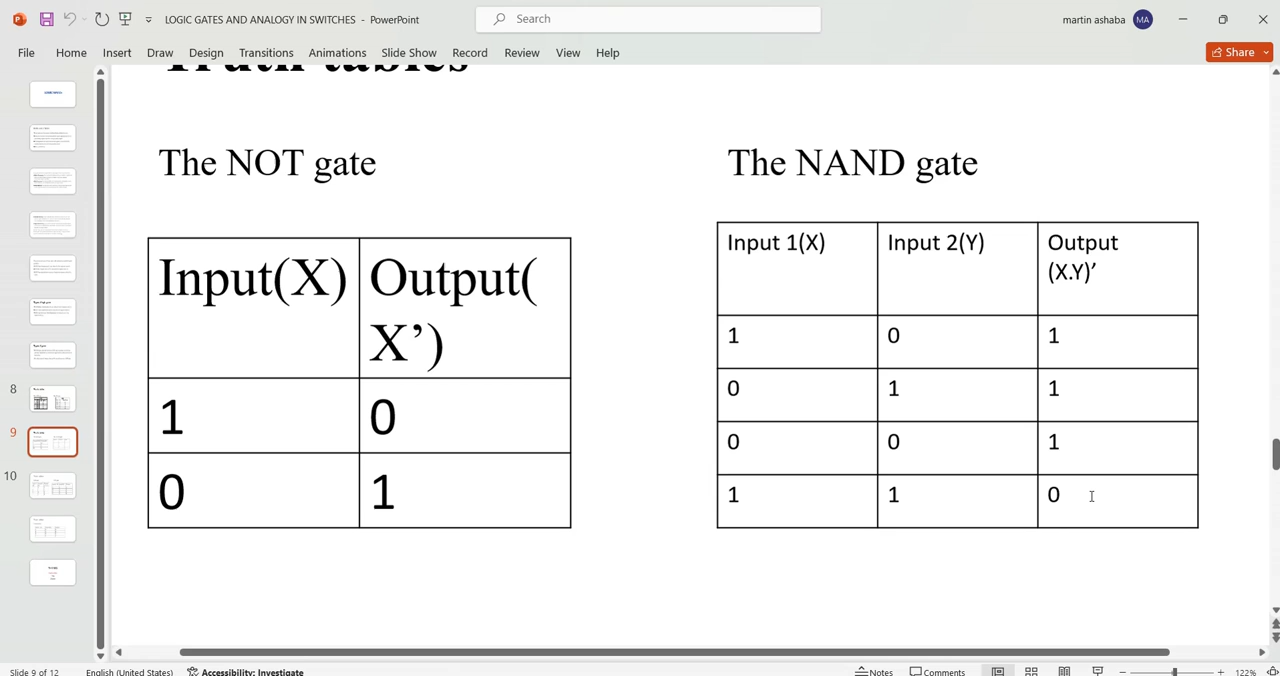 LOGIC GATES AND ANALOGY IN SWITCHES - PowerPoint
Search
martin ashaba
MA
File Home Insert Draw Design Transitions Animations Slide Show Record Review View Help
Share
Truth tables
The NOT gate
Input(X) Output(
X’)
1 0
0 1
The NAND gate
Input 1(X) Input 2(Y) Output
(X.Y)’
1 0 1
0 1 1
0 0 1
1 1 0
8
9
10
Slide 9 of 12 English (United States) Accessibility: Investigate Notes Comments 122%